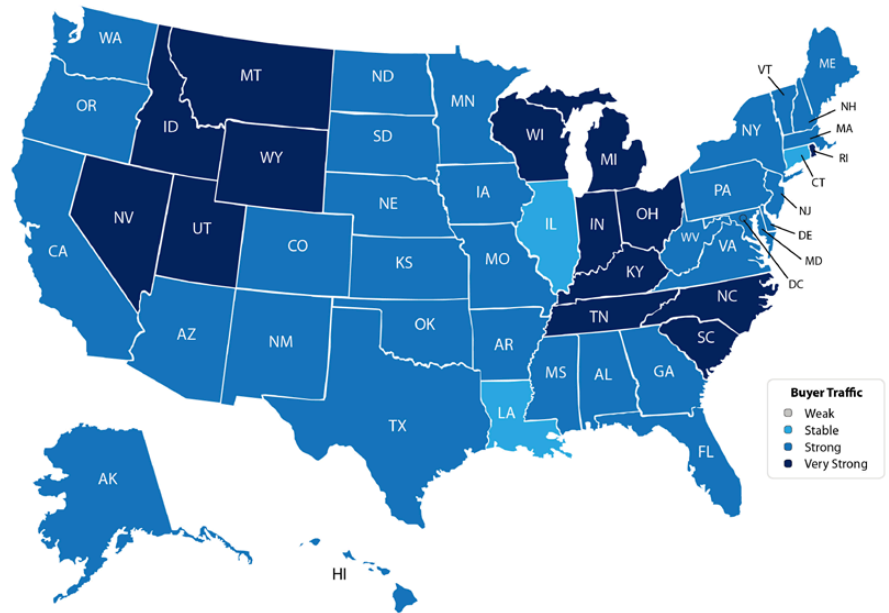 WA
MT
ND
MN
ME
VT
NH
OR
ID
SD
WI
MI
NY
MA
RI
CT
WY
IA
PA
NJ
NV
UT
NE
IL
IN
OH
DE
CA
CO
KS
MO
WV
VA
MD
KY
DC
NC
TN
AZ
NM
OK
AR
SC
MS
AL
GA
TX
LA
FL
AK
HI
Buyer Traffic
Weak
Stable
Strong
Very Strong